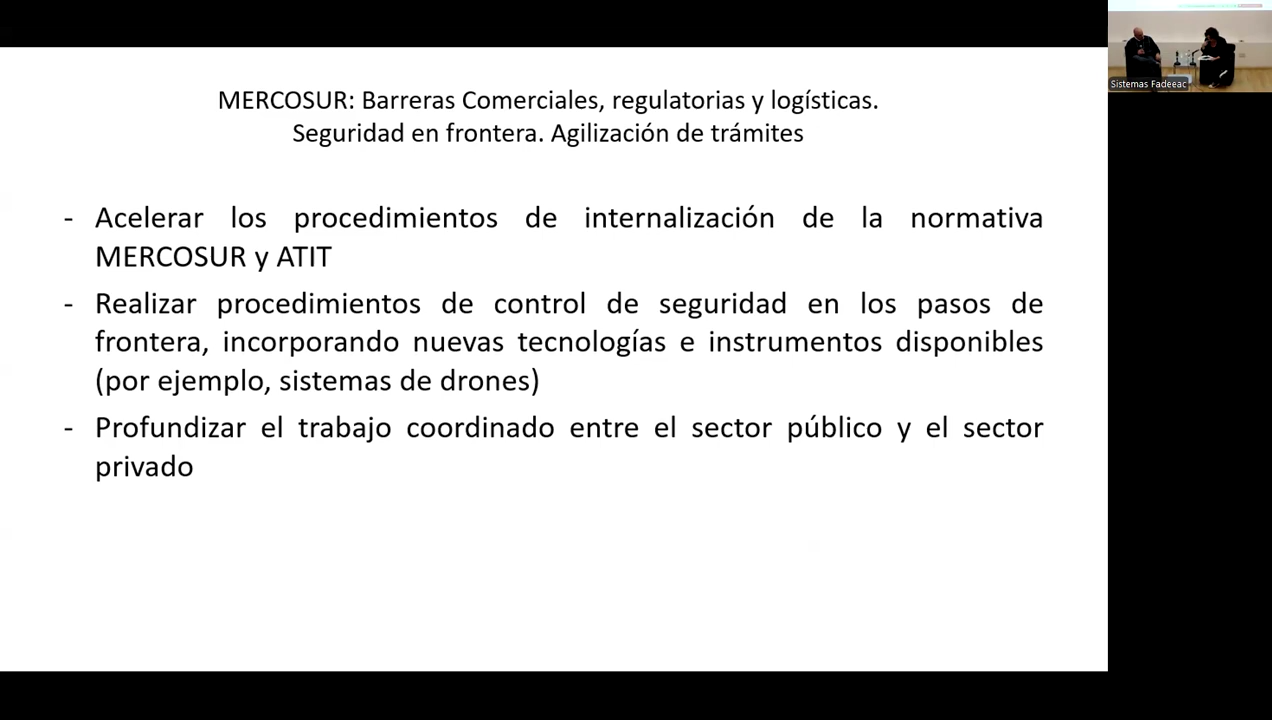 MERCOSUR: Barreras Comerciales, regulatorias y logísticas.
Seguridad en frontera. Agilización de trámites
- Acelerar los procedimientos de internalización de la normativa
MERCOSUR y ATIT
- Realizar procedimientos de control de seguridad en los pasos de
frontera, incorporando nuevas tecnologías e instrumentos disponibles
(por ejemplo, sistemas de drones)
- Profundizar el trabajo coordinado entre el sector público y el sector
privado
Sistemas Fadeeac